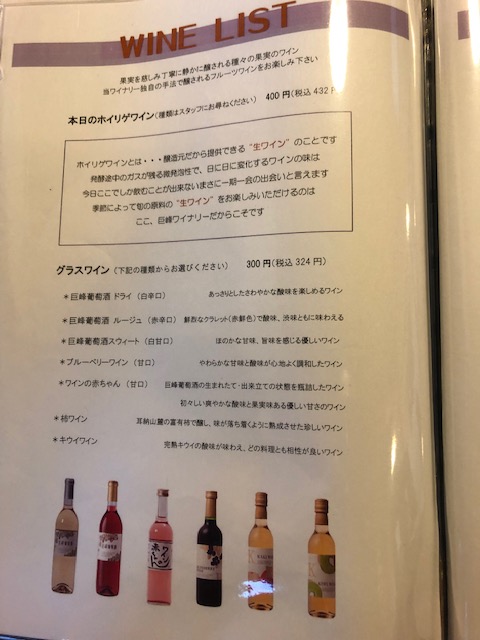 WINE LIST
果実を慈しみ丁寧に静かに醸される種々の果実のワイン
当ワイナリー独自の手法で醸されるフルーツワインをお楽しみ下さい
本日のホイリゲワイン(種類はスタッフにお尋ねください) 400円(税込432円
ホイリゲワインとは・・・醸造元だから提供できる "生ワイン" のことです
発酵途中のガスが残る微発泡性で、日に日に変化するワインの味は
今日ここでしか飲むことが出来ないまさに一期一会の出会いと言えます
季節によって旬の原料の "生ワイン" をお楽しみいただけるのは
ここ、巨峰ワイナリーだからこそです
グラスワイン (下記の種類からお選びください) 300円(税込324円)
＊巨峰葡萄酒 ドライ (白辛口) あっさりとしたさわやかな酸味を楽しめるワイン
＊巨峰葡萄酒 ルージュ (赤辛口) 鮮烈なクラレット(赤鮮色)で酸味、渋味ともに味わえる
＊巨峰葡萄酒スウィート (白甘口) ほのかな甘味、旨味を感じる優しいワイン
＊ブルーベリーワイン (甘口) やわらかな甘味と酸味が心地よく調和したワイン
＊ワインの赤ちゃん (甘口) 巨峰葡萄酒の生まれたて・出来立ての状態を瓶詰したワイン
初々しい爽やかな酸味と果実味ある優しい甘さのワイン
＊柿ワイン 耳納山麓の富有柿で醸し、味が落ち着くように熟成させた珍しいワイン
＊キウイワイン 完熟キウイの酸味が味わえ、どの料理とも相性が良いワイン